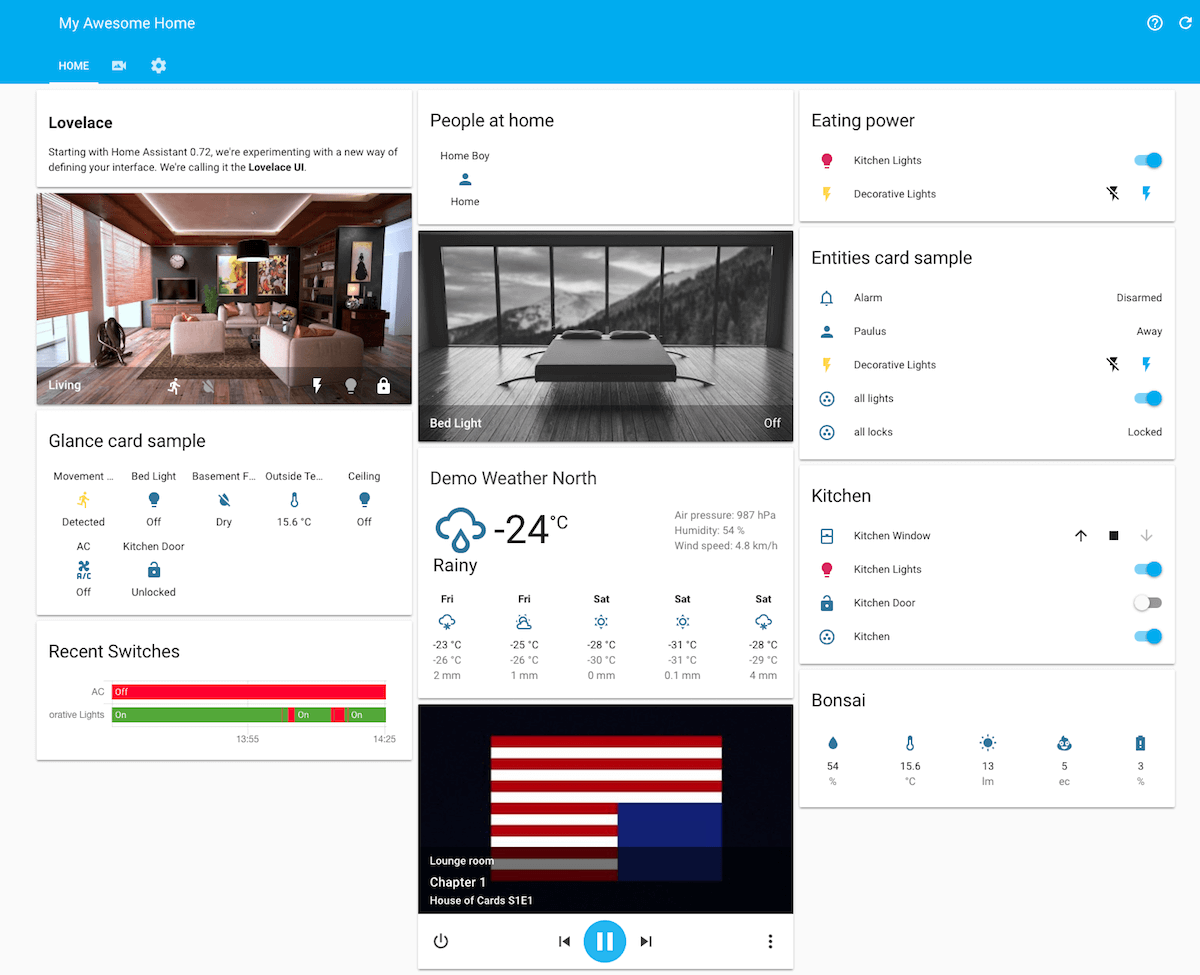 My Awesome Home
HOME
Lovelace
Starting with Home Assistant 0.72, we're experimenting with a new way of
defining your interface. We're calling it the Lovelace UI.
Living
Glance card sample
Movement ... Bed Light Basement F... Outside Te... Ceiling
Detected Off Dry 15.6 °C Off
AC Kitchen Door
A/C
Off Unlocked
Recent Switches
AC Off
orative Lights On On On
13:55 14:25
People at home
Home Boy
Home
Bed Light Off
Demo Weather North
-24 °C
Rainy
Air pressure: 987 hPa
Humidity: 54 %
Wind speed: 4.8 km/h
Fri Fri Sat Sat Sat
-23 °C -25 °C -28 °C -31 °C -28 °C
-26 °C -26 °C -30 °C -31 °C -29 °C
2 mm 1 mm 0 mm 0.1 mm 4 mm
Lounge room
Chapter 1
House of Cards S1E1
Eating power
Kitchen Lights
Decorative Lights
Entities card sample
Alarm Disarmed
Paulus Away
Decorative Lights
all lights
all locks Locked
Kitchen
Kitchen Window
Kitchen Lights
Kitchen Door
Kitchen
Bonsai
54 15.6 13 5 3
% °C lm ec %